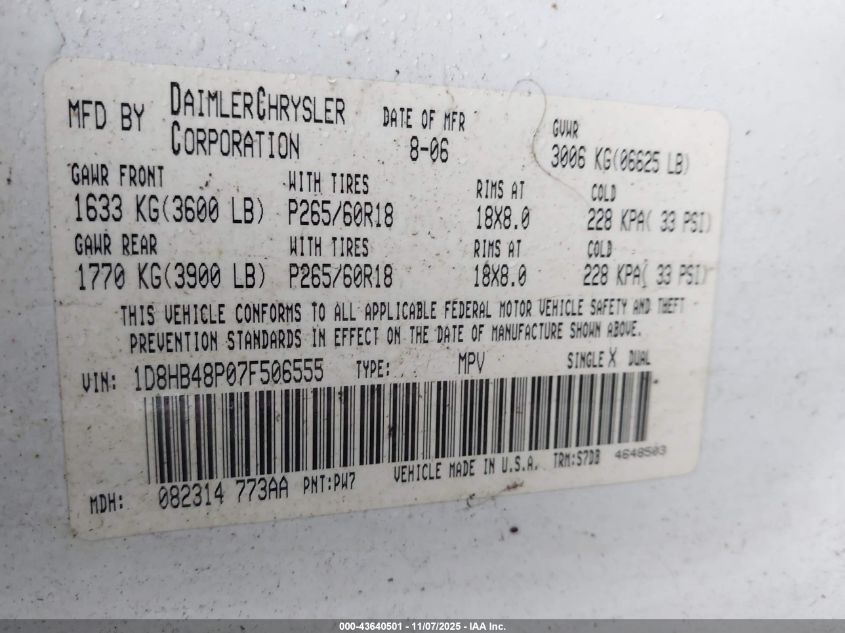 MFD BY DAIMLERCHRYSLER CORPORATION DATE OF MFR 8-06 GVWR 3006 KG(06625 LB)
GAWR FRONT WITH TIRES RIMS AT COLD
1633 KG(3600 LB) P265/60R18 18X8.0 228 KPA( 33 PSI)
GAWR REAR WITH TIRES RIMS AT COLD
1770 KG(3900 LB) P265/60R18 18X8.0 228 KPA( 33 PSI)
THIS VEHICLE CONFORMS TO ALL APPLICABLE FEDERAL MOTOR VEHICLE SAFETY AND THEFT
PREVENTION STANDARDS IN EFFECT ON THE DATE OF MANUFACTURE SHOWN ABOVE.
VIN: 1D8HB48P07F506555 TYPE: MPV SINGLE X DUAL
VEHICLE MADE IN U.S.A. TRM:S7DB 4648503
MDH: 082314 773AA PNT:PW7
000-43640501 - 11/07/2025 - IAA Inc.